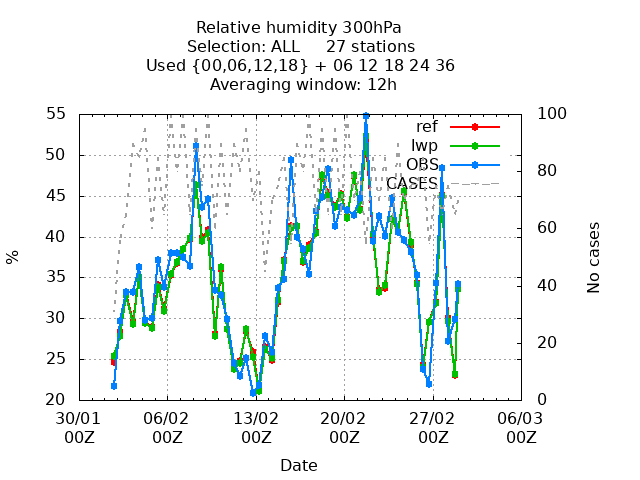 Relative humidity 300hPa
Selection: ALL     27 stations
Used {00,06,12,18} + 06 12 18 24 36
Averaging window: 12h
55 100
ref
lwp
50
OBS
80
CASES
45
60
40
%
No cases
35
40
30
20
25
20 0
30/01 06/02 13/02 20/02 27/02 06/03
00Z 00Z 00Z 00Z 00Z 00Z
Date